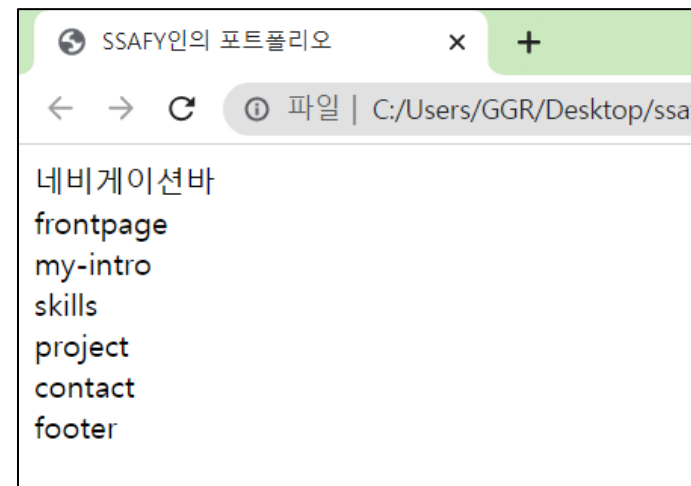 SSAFY인의 포트폴리오
파일 | C:/Users/GGR/Desktop/ssa
네비게이션바
frontpage
my-intro
skills
project
contact
footer